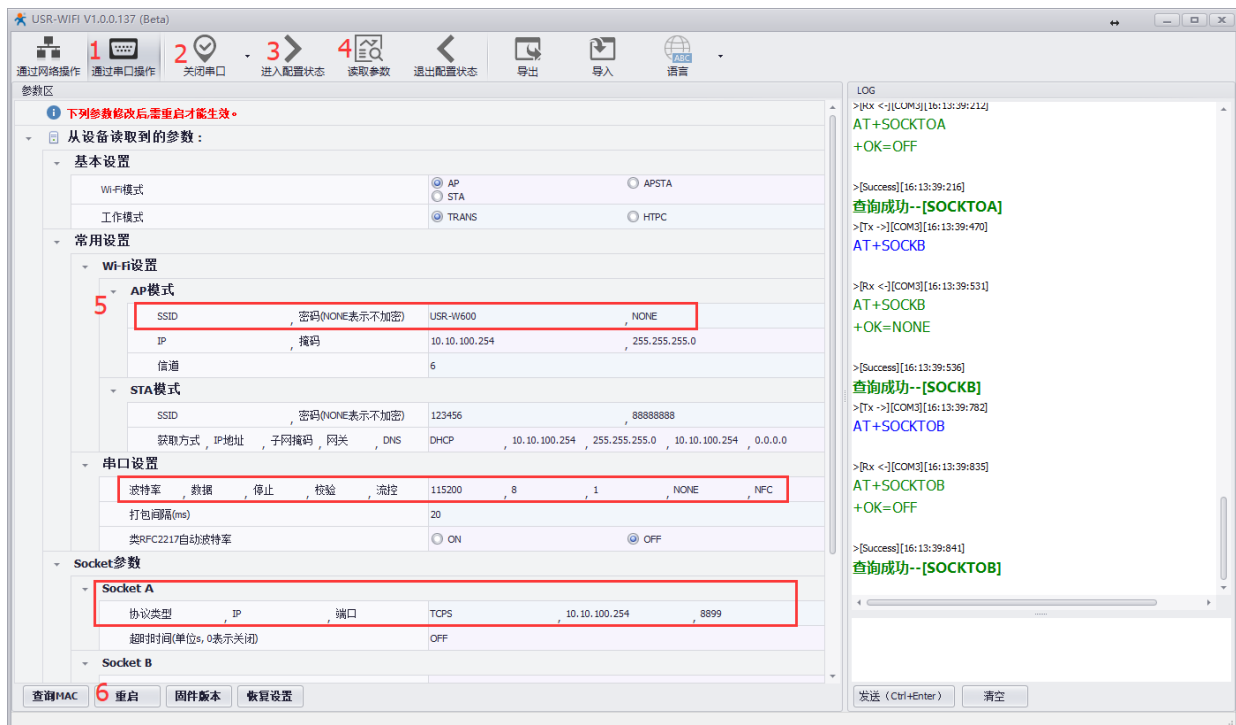 USR-WIFI V1.0.0.137 (Beta)
1 2 3 4
通过网络操作 通过串口操作 关闭串口 进入配置状态 读取参数 退出配置状态 导出 导入 语言
ABC
参数区
下列参数修改后,需重启才能生效。
从设备读取到的参数:
基本设置
Wi-Fi模式 AP APSTA
STA
工作模式 TRANS HTPC
常用设置
Wi-Fi设置
AP模式
5
SSID , 密码(NONE表示不加密) USR-W600 , NONE
IP , 掩码 10.10.100.254 , 255.255.255.0
信道 6
STA模式
SSID , 密码(NONE表示不加密) 123456 , 88888888
获取方式 , IP地址 , 子网掩码 , 网关 , DNS DHCP , 10.10.100.254 , 255.255.255.0 , 10.10.100.254 , 0.0.0.0
串口设置
波特率 , 数据 , 停止 , 校验 , 流控 115200 , 8 , 1 , NONE , NFC
打包间隔(ms) 20
类RFC2217自动波特率 ON OFF
Socket参数
Socket A
协议类型 , IP , 端口 TCPS , 10.10.100.254 , 8899
超时时间(单位s, 0表示关闭) OFF
Socket B
查询MAC 6 重启 固件版本 恢复设置
LOG
>[Rx <-][COM3][16:13:39:212]
AT+SOCKTOA
+OK=OFF
>[Success][16:13:39:216]
查询成功--[SOCKTOA]
>[Tx ->][COM3][16:13:39:470]
AT+SOCKB
>[Rx <-][COM3][16:13:39:531]
AT+SOCKB
+OK=NONE
>[Success][16:13:39:536]
查询成功--[SOCKB]
>[Tx ->][COM3][16:13:39:782]
AT+SOCKTOB
>[Rx <-][COM3][16:13:39:835]
AT+SOCKTOB
+OK=OFF
>[Success][16:13:39:841]
查询成功--[SOCKTOB]
发送（Ctrl+Enter） 清空